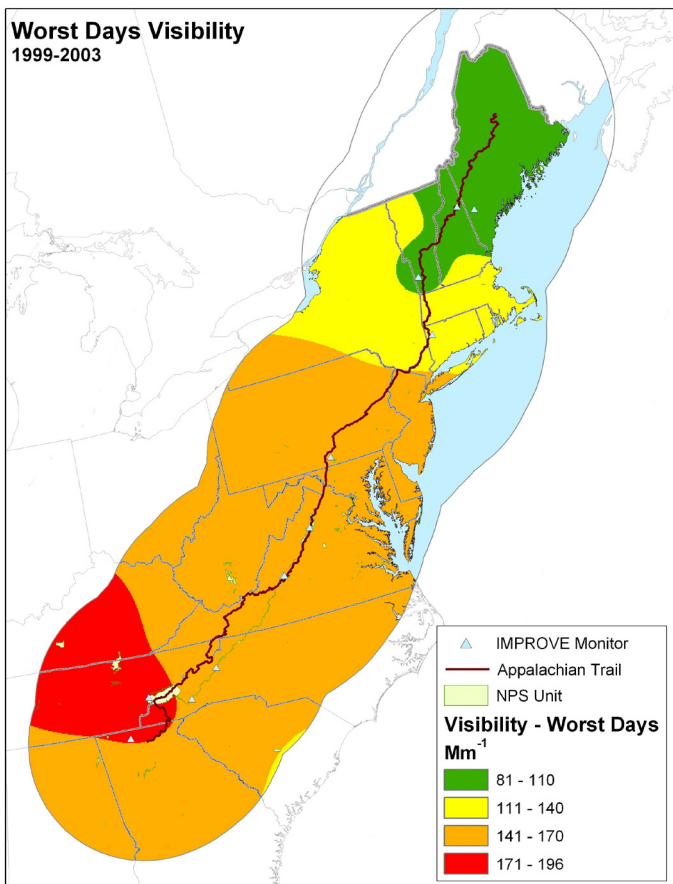 Worst Days Visibility
1999-2003
IMPROVE Monitor
Appalachian Trail
NPS Unit
Visibility - Worst Days
Mm⁻¹
81 - 110
111 - 140
141 - 170
171 - 196